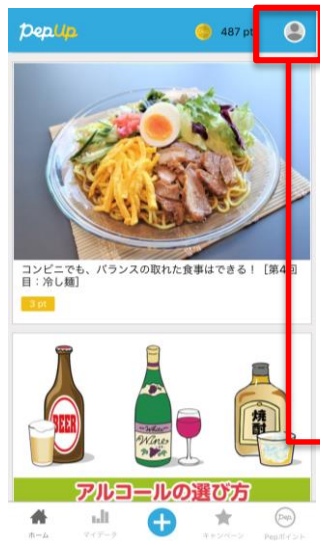 PepUp
487 pt
コンビニでも、バランスの取れた食事はできる! [第4回
目:冷し麺]
3 pt
BEER
Wine
焼酎
アルコールの選び方
ホーム
マイデータ
キャンペーン
Pep
Pepポイント